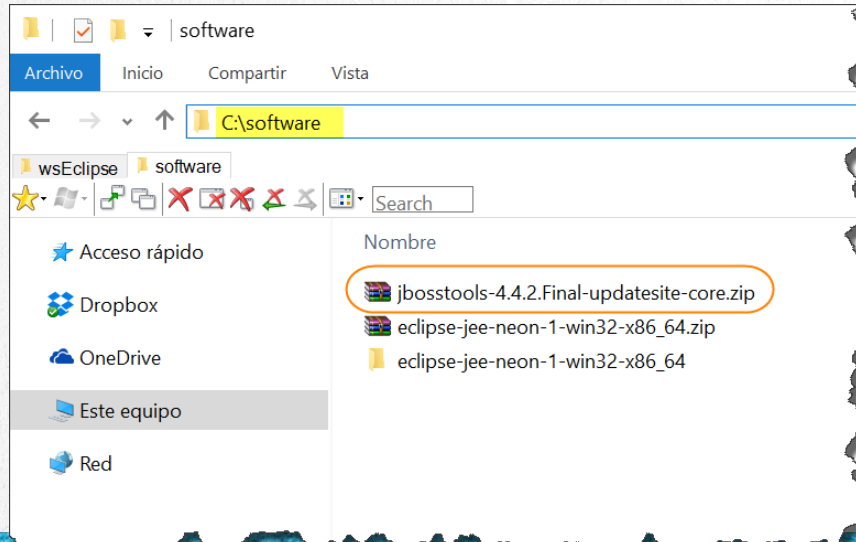 software
Archivo Inicio Compartir Vista
C:\software
wsEclipse software
Search
Nombre
Acceso rápido
Dropbox
OneDrive
Este equipo
Red
jbosstools-4.4.2.Final-updatesite-core.zip
eclipse-jee-neon-1-win32-x86_64.zip
eclipse-jee-neon-1-win32-x86_64